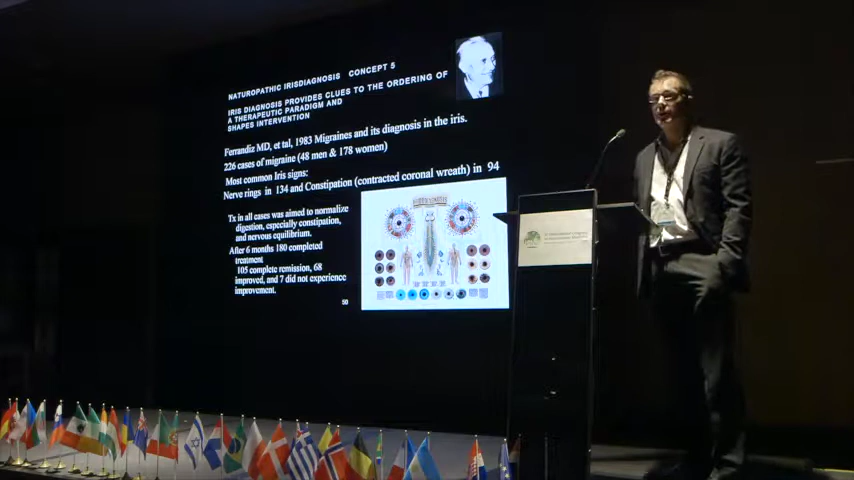 NATUROPATHIC IRISDIAGNOSIS CONCEPT 5
IRIS DIAGNOSIS PROVIDES CLUES TO THE ORDERING OF
A THERAPEUTIC PARADIGM AND
SHAPES INTERVENTION
Ferrandiz MD, et tal, 1983 Migraines and its diagnosis in the iris.
226 cases of migraine (48 men & 178 women)
Most common Iris signs:
Nerve rings in 134 and Constipation (contracted coronal wreath) in 94
Tx in all cases was aimed to normalize
digestion, especially constipation,
and nervous equilibrium.
After 6 months 180 completed
treatment
105 complete remission, 68
improved, and 7 did not experience
improvement.
50